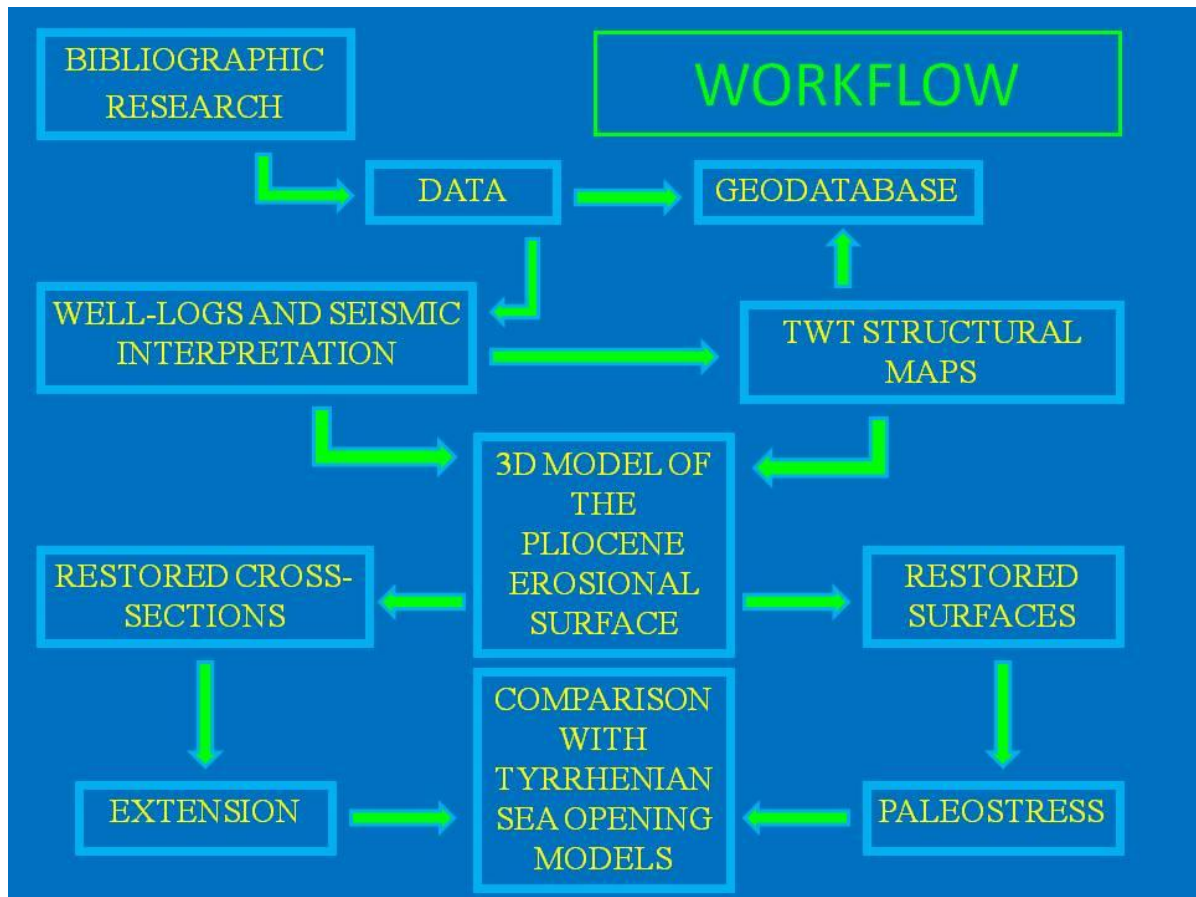 BIBLIOGRAPHIC
RESEARCH
WORKFLOW
DATA
GEODATABASE
WELL-LOGS AND SEISMIC
INTERPRETATION
TWT STRUCTURAL
MAPS
3D MODEL OF
THE
PLIOCENE
EROSIONAL
SURFACE
RESTORED CROSS-
SECTIONS
RESTORED
SURFACES
COMPARISON
WITH
TYRRHENIAN
SEA OPENING
MODELS
EXTENSION
PALEOSTRESS